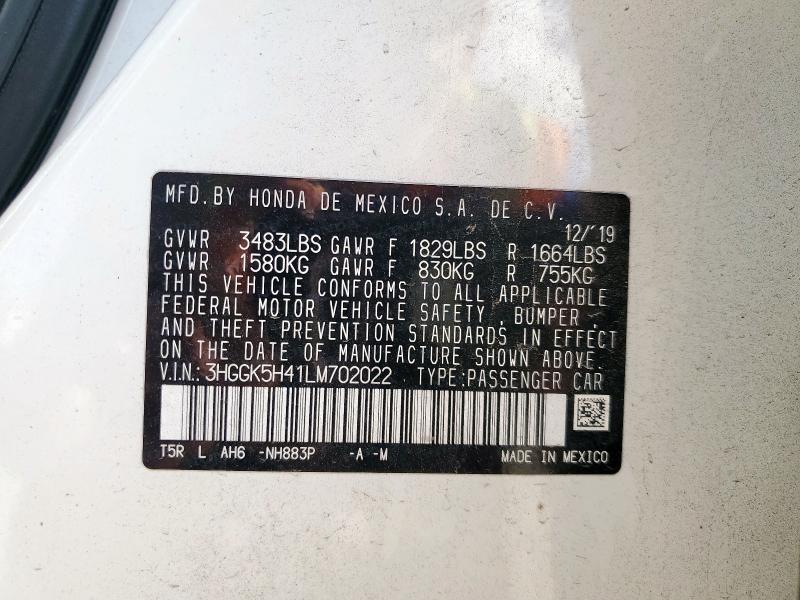 MFD. BY HONDA DE MEXICO S.A. DE C.V.
12/'19
GVWR 3483LBS GAWR F 1829LBS R 1664LBS
GVWR 1580KG GAWR F 830KG R 755KG
THIS VEHICLE CONFORMS TO ALL APPLICABLE
FEDERAL MOTOR VEHICLE SAFETY, BUMPER,
AND THEFT PREVENTION STANDARDS IN EFFECT
ON THE DATE OF MANUFACTURE SHOWN ABOVE.
V.I.N.: 3HGGK5H41LM702022 TYPE:PASSENGER CAR
T5R L AH6 -NH883P -A -M MADE IN MEXICO